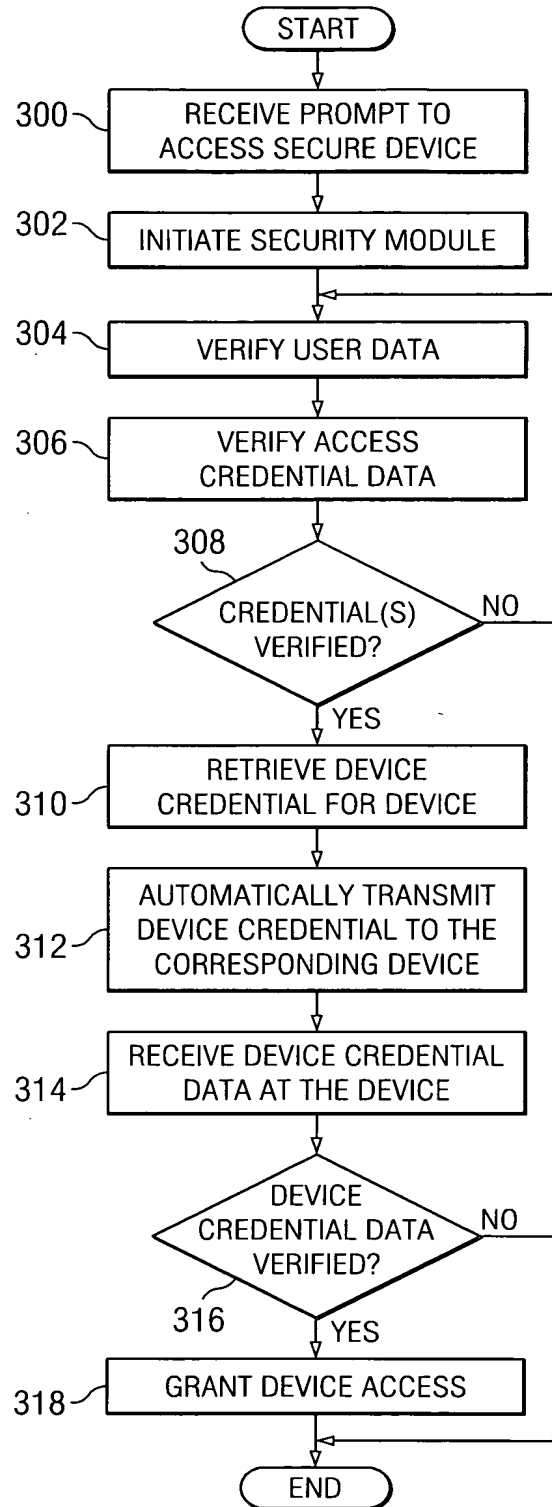 START
300
RECEIVE PROMPT TO
ACCESS SECURE DEVICE
302
INITIATE SECURITY MODULE
304
VERIFY USER DATA
306
VERIFY ACCESS
CREDENTIAL DATA
308
CREDENTIAL(S)
VERIFIED?
NO
YES
310
RETRIEVE DEVICE
CREDENTIAL FOR DEVICE
312
AUTOMATICALLY TRANSMIT
DEVICE CREDENTIAL TO THE
CORRESPONDING DEVICE
314
RECEIVE DEVICE CREDENTIAL
DATA AT THE DEVICE
DEVICE
CREDENTIAL DATA
VERIFIED?
NO
316
YES
318
GRANT DEVICE ACCESS
END